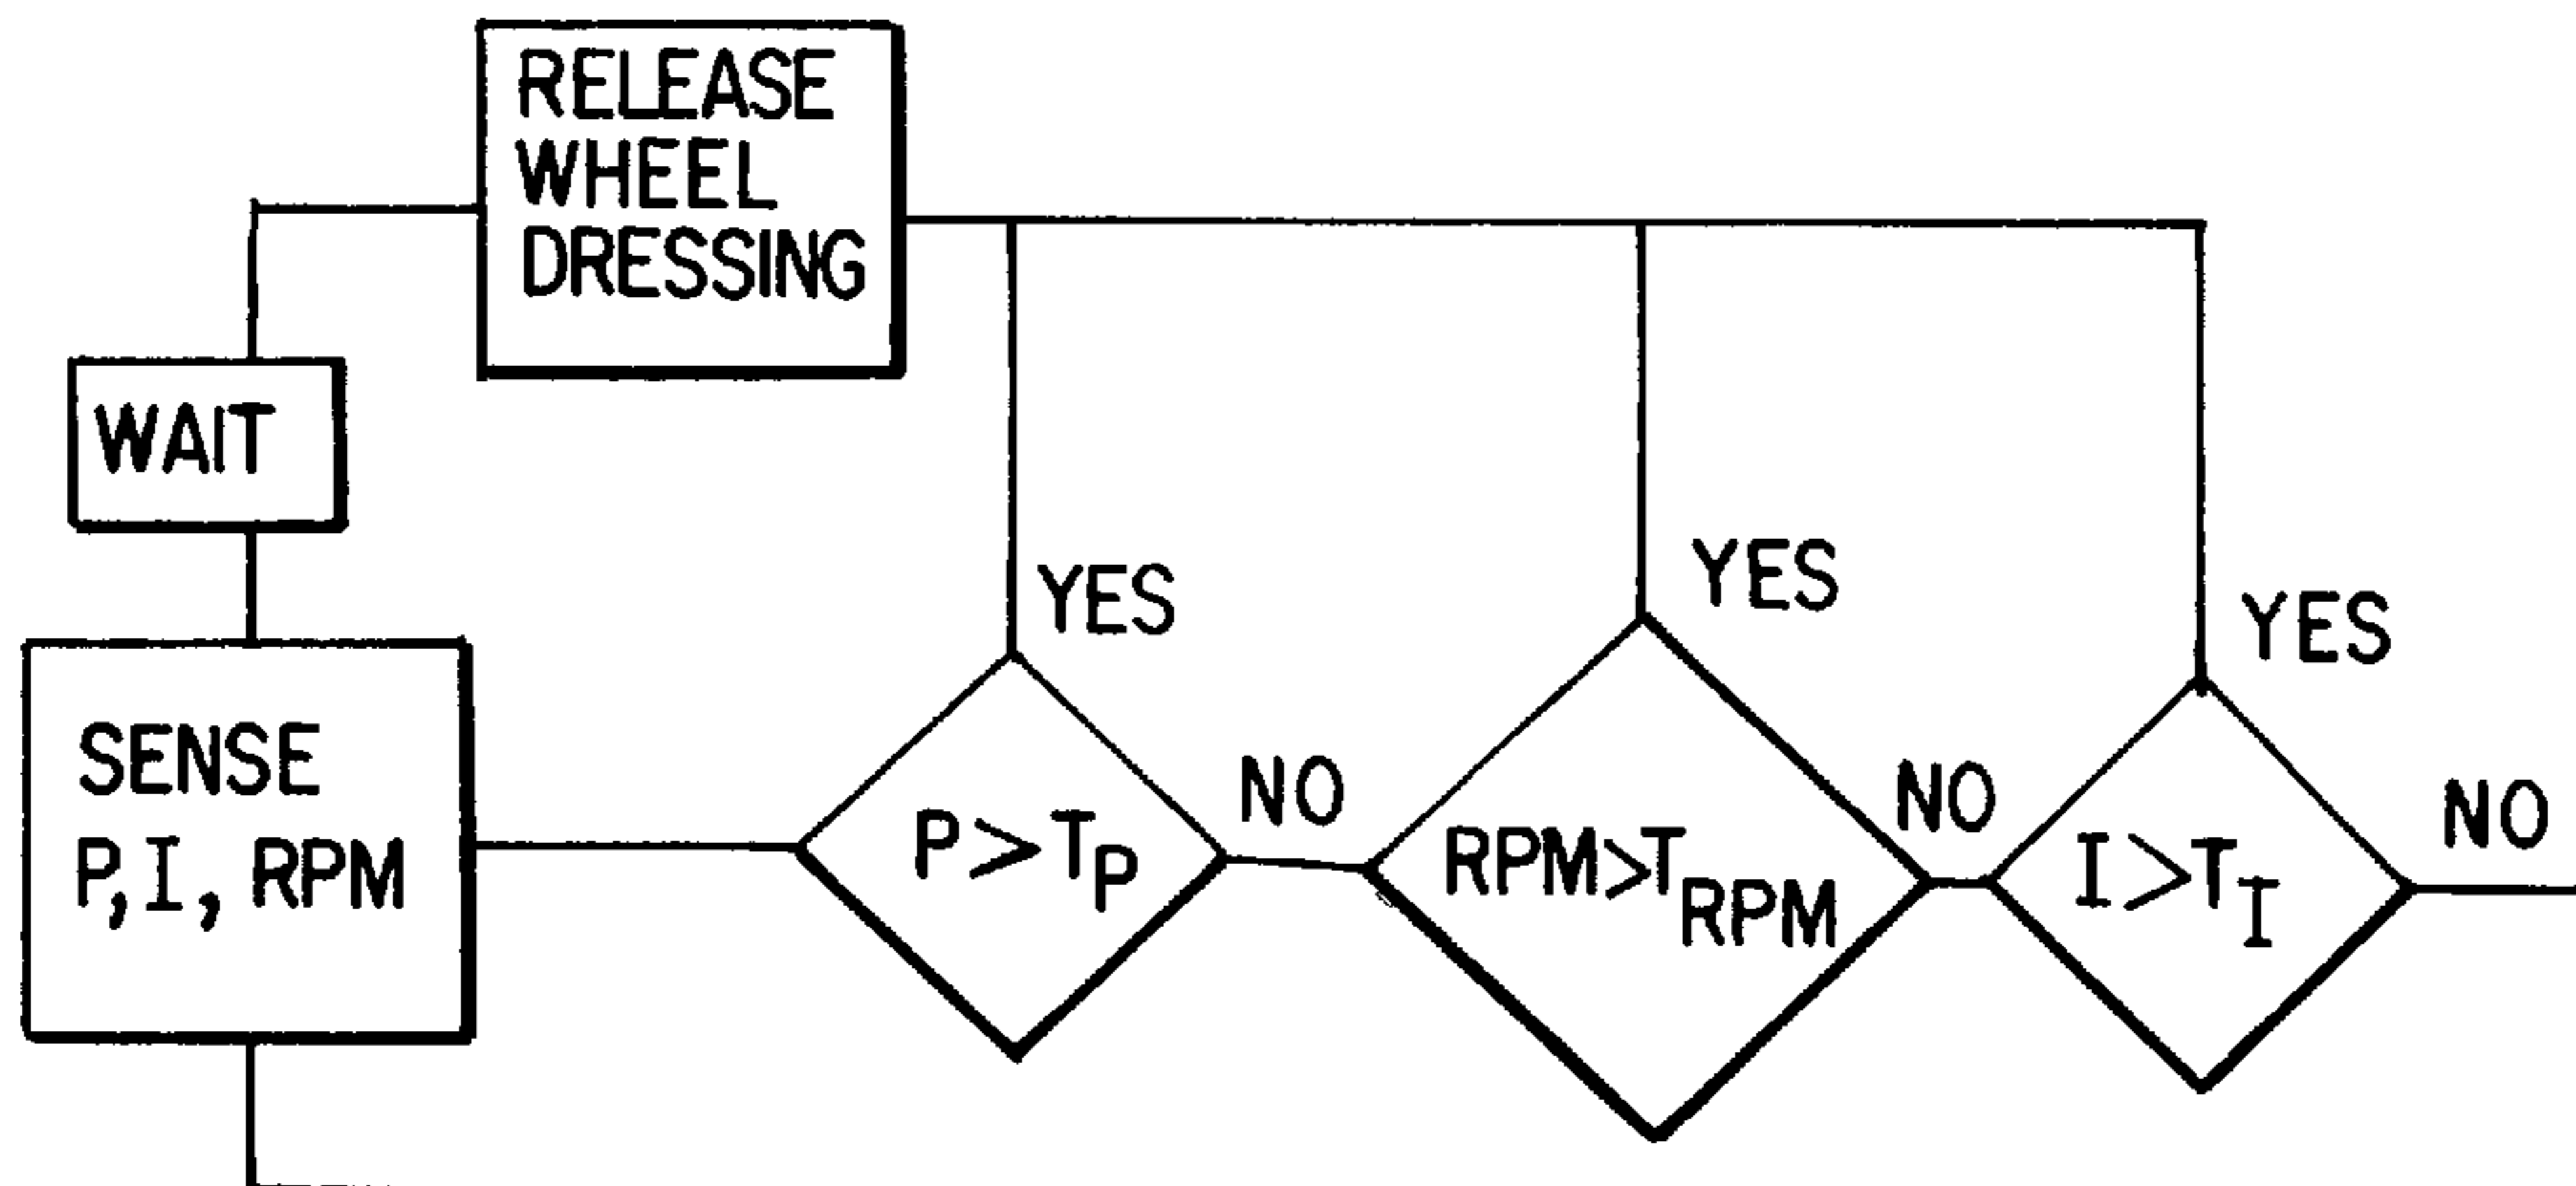 RELEASE
WHEEL
DRESSING
WAIT
SENSE
P, I, RPM
YES
P>TP
NO
YES
RPM>TRPM
NO
YES
I>TI
NO